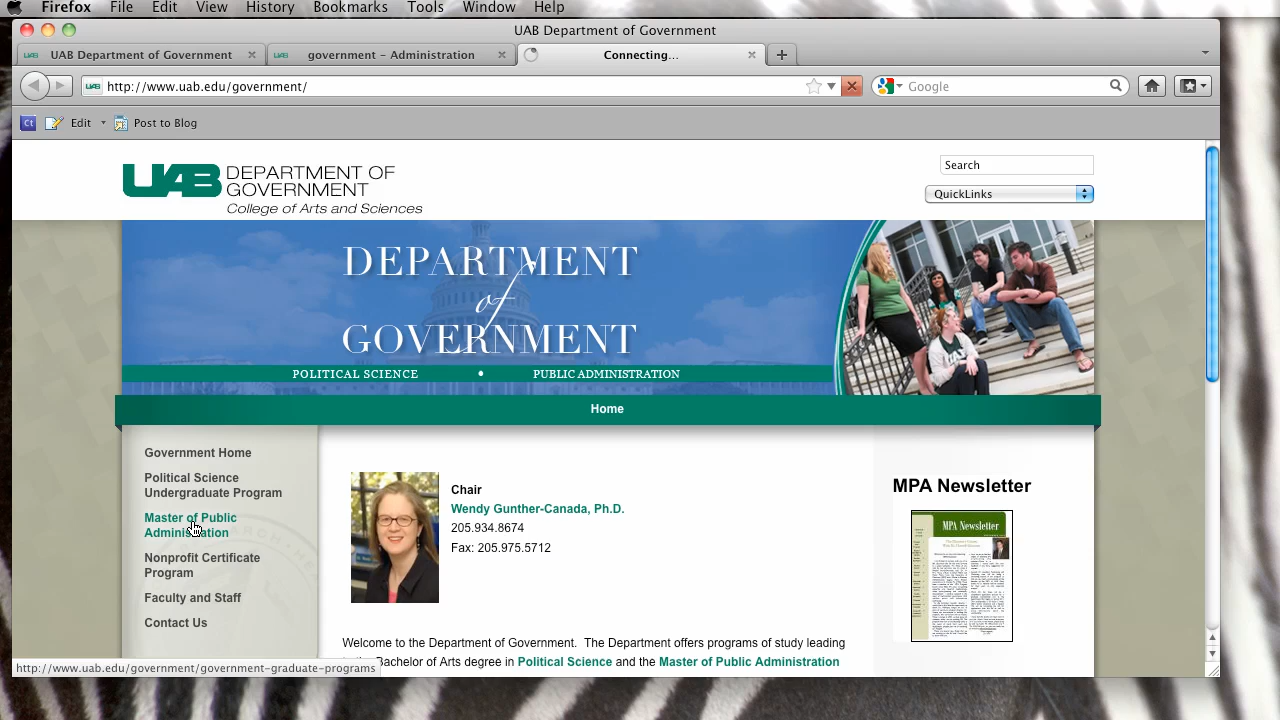 Firefox File Edit View History Bookmarks Tools Window Help
UAB Department of Government
UAB Department of Government
government – Administration
Connecting...
http://www.uab.edu/government/
Google
Ct
Edit
Post to Blog
UAB
DEPARTMENT OF
GOVERNMENT
College of Arts and Sciences
Search
QuickLinks
DEPARTMENT
of
GOVERNMENT
POLITICAL SCIENCE • PUBLIC ADMINISTRATION
Home
Government Home
Political Science
Undergraduate Program
Master of Public
Administration
Nonprofit Certificate
Program
Faculty and Staff
Contact Us
Chair
Wendy Gunther-Canada, Ph.D.
205.934.8674
Fax: 205.975.5712
MPA Newsletter
MPA Newsletter
Welcome to the Department of Government. The Department offers programs of study leading
Bachelor of Arts degree in Political Science and the Master of Public Administration
http://www.uab.edu/government/government-graduate-programs